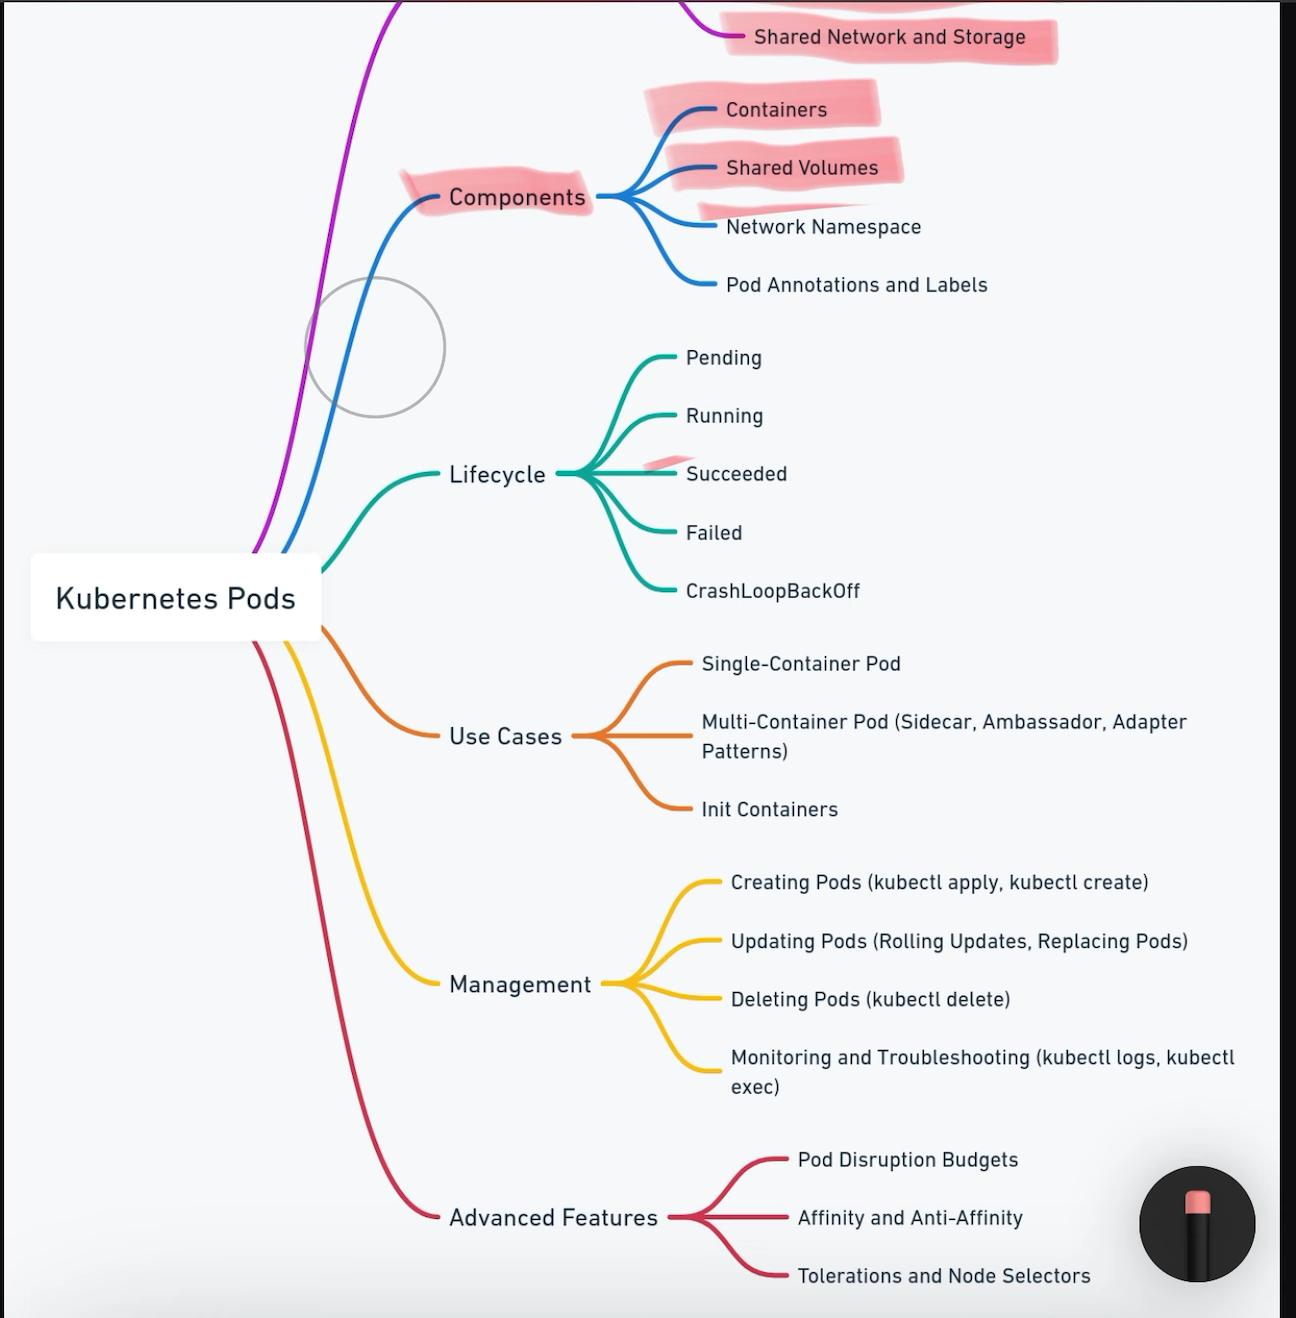 Shared Network and Storage
Containers
Shared Volumes
Components
Network Namespace
Pod Annotations and Labels
Pending
Running
Lifecycle
Succeeded
Failed
CrashLoopBackOff
Kubernetes Pods
Single-Container Pod
Use Cases
Multi-Container Pod (Sidecar, Ambassador, Adapter
Patterns)
Init Containers
Creating Pods (kubectl apply, kubectl create)
Updating Pods (Rolling Updates, Replacing Pods)
Management
Deleting Pods (kubectl delete)
Monitoring and Troubleshooting (kubectl logs, kubectl
exec)
Pod Disruption Budgets
Advanced Features
Affinity and Anti-Affinity
Tolerations and Node Selectors